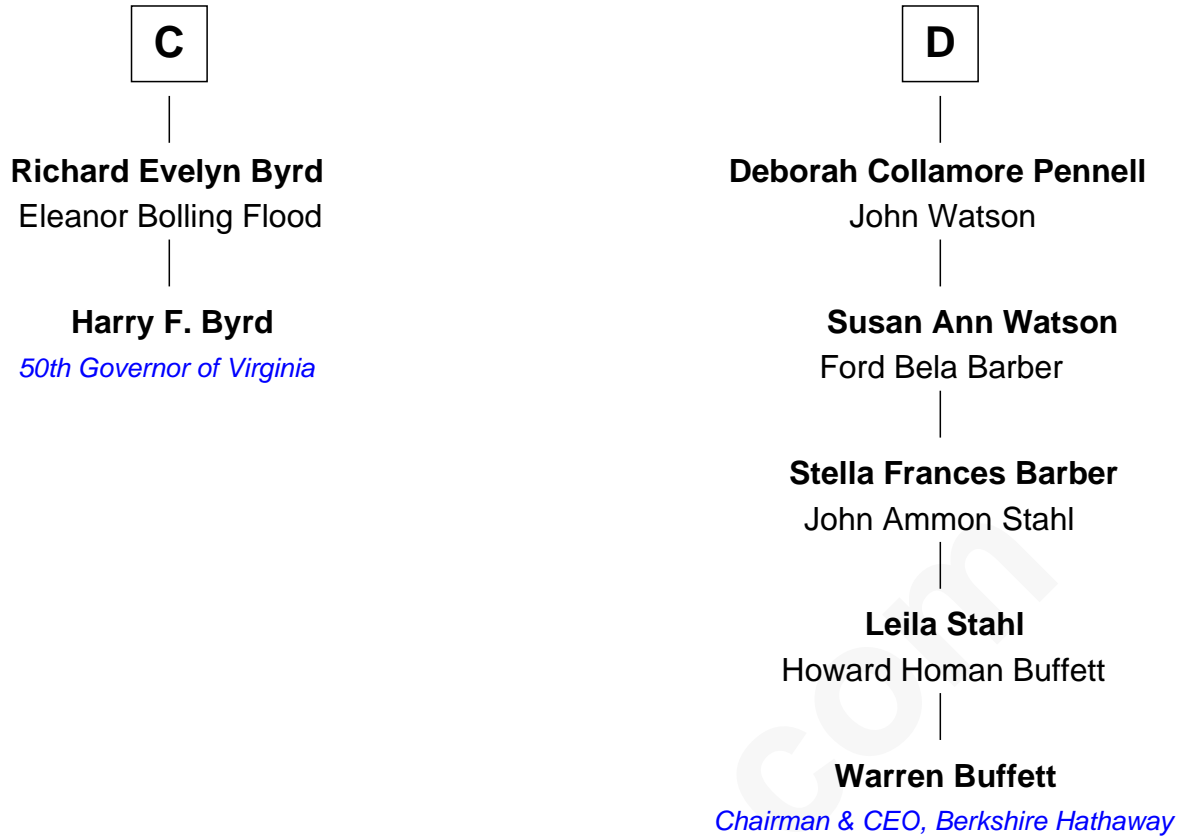 C
Richard Evelyn Byrd
Eleanor Bolling Flood
Harry F. Byrd
50th Governor of Virginia
D
Deborah Collamore Pennell
John Watson
Susan Ann Watson
Ford Bela Barber
Stella Frances Barber
John Ammon Stahl
Leila Stahl
Howard Homan Buffett
Warren Buffett
Chairman & CEO, Berkshire Hathaway
com